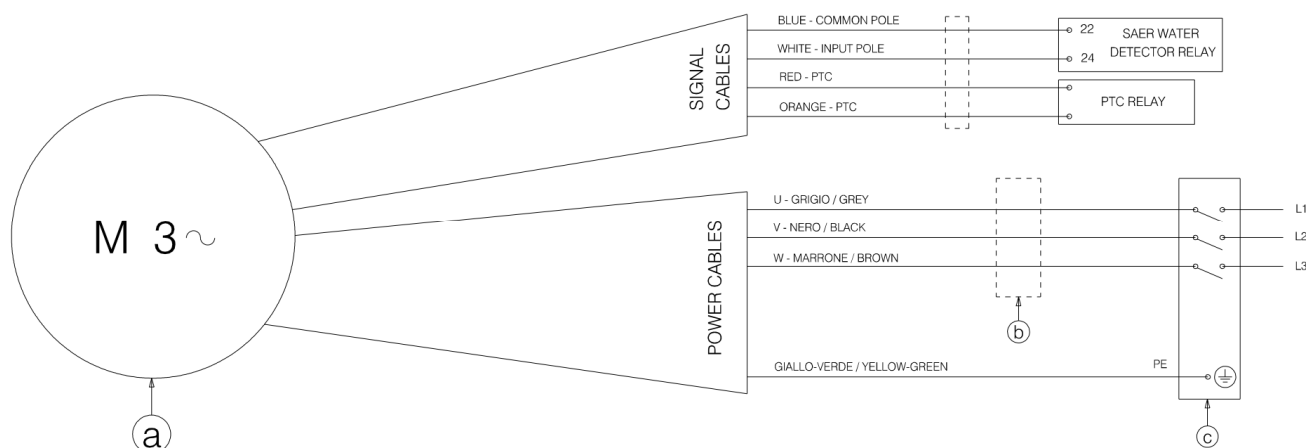 BLUE - COMMON POLE
WHITE - INPUT POLE
RED - PTC
ORANGE - PTC
SIGNAL
CABLES
22
24
SAER WATER
DETECTOR RELAY
PTC RELAY
M 3~
U - GRIGIO / GREY
V - NERO / BLACK
W - MARRONE / BROWN
POWER CABLES
GIALLO-VERDE / YELLOW-GREEN
PE
L1
L2
L3
a
b
c